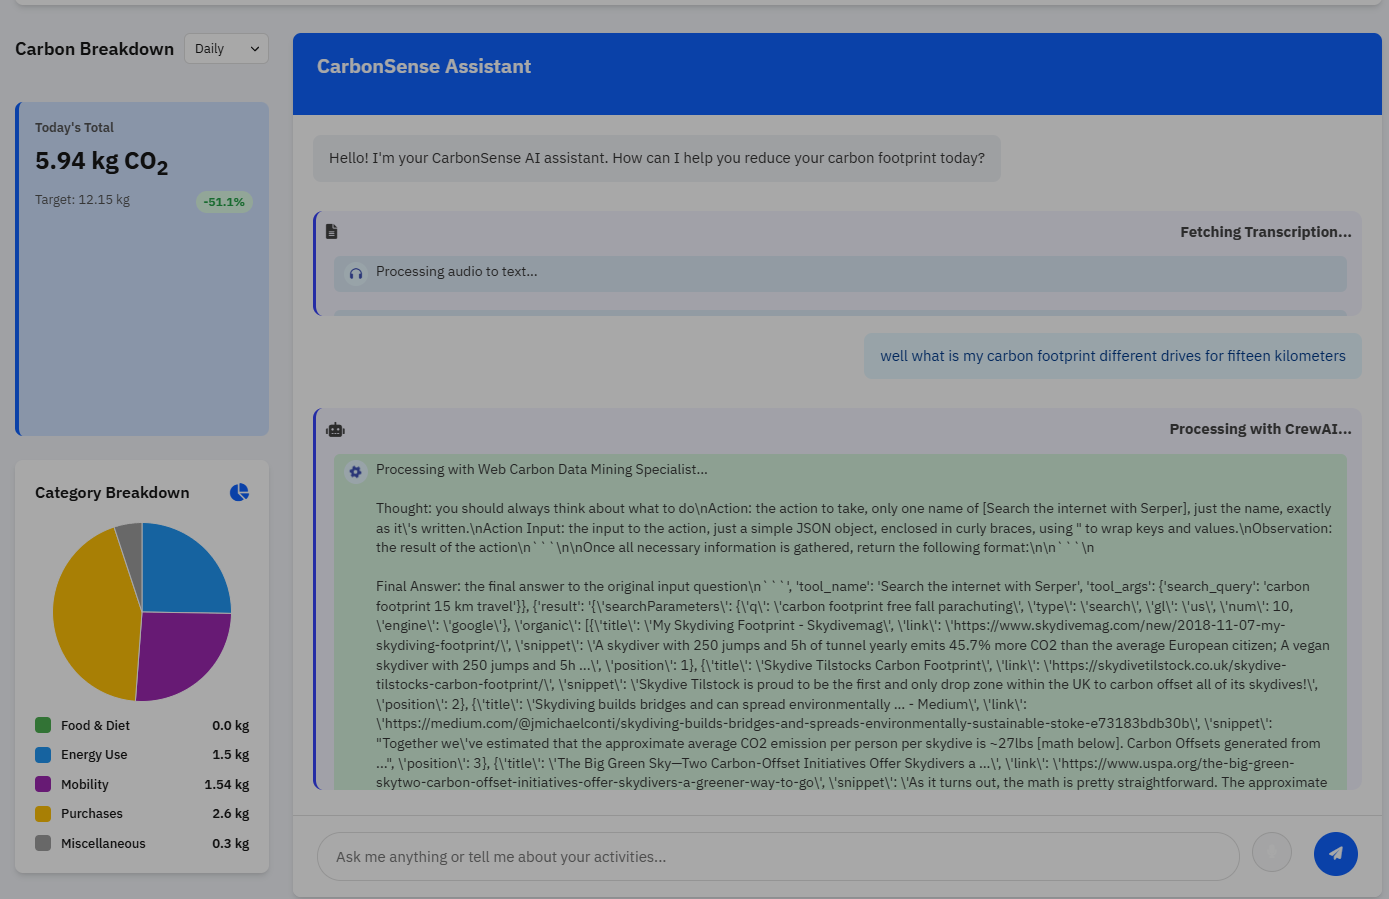 Carbon Breakdown
Daily
Today's Total
5.94 kg CO₂
Target: 12.15 kg
-51.1%
Category Breakdown
Food & Diet 0.0 kg
Energy Use 1.5 kg
Mobility 1.54 kg
Purchases 2.6 kg
Miscellaneous 0.3 kg
CarbonSense Assistant
Hello! I'm your CarbonSense AI assistant. How can I help you reduce your carbon footprint today?
Fetching Transcription...
Processing audio to text...
well what is my carbon footprint different drives for fifteen kilometers
Processing with CrewAI...
Processing with Web Carbon Data Mining Specialist...
Thought: you should always think about what to do\nAction: the action to take, only one name of [Search the internet with Serper], just the name, exactly
as it\'s written.\nAction Input: the input to the action, just a simple JSON object, enclosed in curly braces, using " to wrap keys and values.\nObservation:
the result of the action\n```\n\nOnce all necessary information is gathered, return the following format:\n\n```\n
Final Answer: the final answer to the original input question\n```', 'tool_name': 'Search the internet with Serper', 'tool_args': {'search_query': 'carbon
footprint 15 km travel'}}, {'result': '{\'searchParameters\': {\'q\': \'carbon footprint free fall parachuting\', \'type\': \'search\', \'gl\': \'us\', \'num\': 10,
\'engine\': \'google\'}, \'organic\': [{\'title\': \'My Skydiving Footprint - Skydivemag\', \'link\': \'https://www.skydivemag.com/new/2018-11-07-my-
skydiving-footprint/\', \'snippet\': \'A skydiver with 250 jumps and 5h of tunnel yearly emits 45.7% more CO2 than the average European citizen; A vegan
skydiver with 250 jumps and 5h ...\', \'position\': 1}, {\'title\': \'Skydive Tilstocks Carbon Footprint\', \'link\': \'https://skydivetilstock.co.uk/skydive-
tilstocks-carbon-footprint/\', \'snippet\': \'Skydive Tilstock is proud to be the first and only drop zone within the UK to carbon offset all of its skydives!\',
\'position\': 2}, {\'title\': \'Skydiving builds bridges and can spread environmentally ... - Medium\', \'link\':
\'https://medium.com/@jmichaelconti/skydiving-builds-bridges-and-spreads-environmentally-sustainable-stoke-e73183bdb30b\', \'snippet\':
"Together we\'ve estimated that the approximate average CO2 emission per person per skydive is ~27lbs [math below]. Carbon Offsets generated from
...", \'position\': 3}, {\'title\': \'The Big Green Sky—Two Carbon-Offset Initiatives Offer Skydivers a ...\', \'link\': \'https://www.uspa.org/the-big-green-
skytwo-carbon-offset-initiatives-offer-skydivers-a-greener-way-to-go\', \'snippet\': \'As it turns out, the math is pretty straightforward. The approximate
Ask me anything or tell me about your activities...